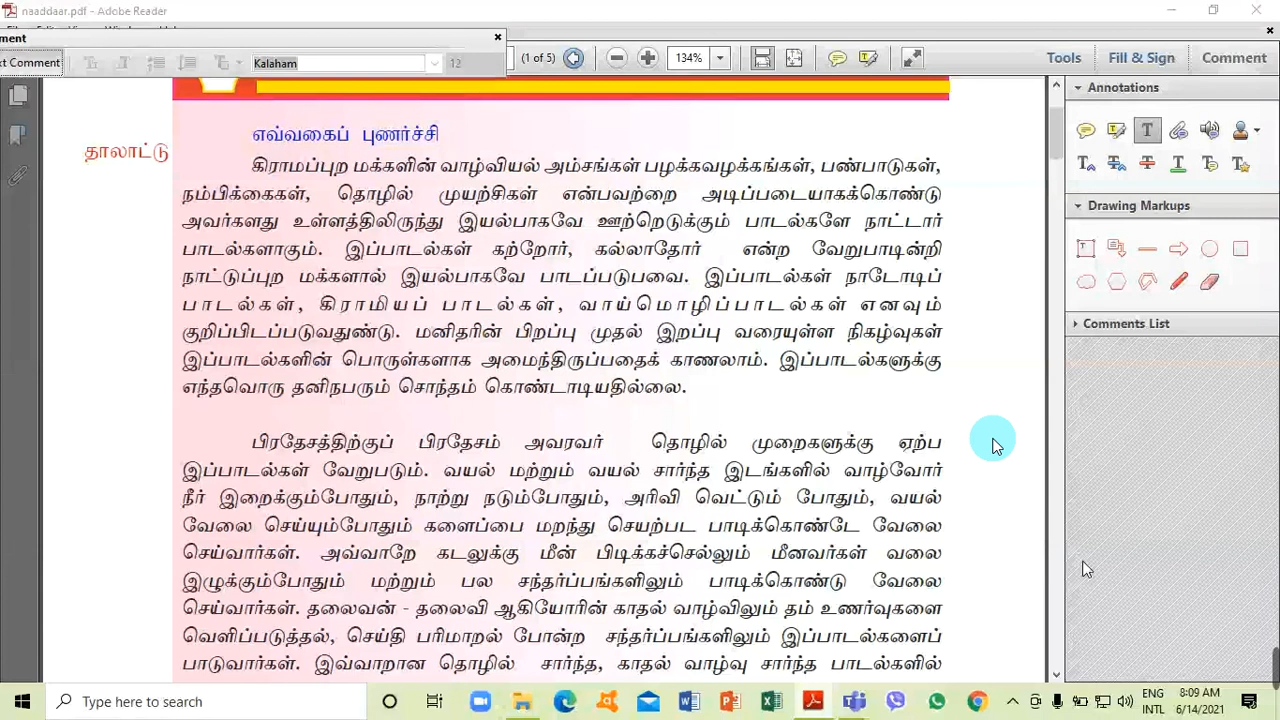 naaddaar.pdf - Adobe Reader
ment
ct Comment
Kalaham
12
(1 of 5)
134%
Tools
Fill & Sign
Comment
Annotations
Drawing Markups
Comments List
தாலாட்டு
எவ்வகைப் புணர்ச்சி
கிராமப்புற மக்களின் வாழ்வியல் அம்சங்கள் பழக்கவழக்கங்கள், பண்பாடுகள்,
நம்பிக்கைகள், தொழில் முயற்சிகள் என்பவற்றை அடிப்படையாகக்கொண்டு
அவர்களது உள்ளத்திலிருந்து இயல்பாகவே ஊற்றெடுக்கும் பாடல்களே நாட்டார்
பாடல்களாகும். இப்பாடல்கள் கற்றோர், கல்லாதோர் என்ற வேறுபாடின்றி
நாட்டுப்புற மக்களால் இயல்பாகவே பாடப்படுபவை. இப்பாடல்கள் நாடோடிப்
பாடல்கள், கிராமியப் பாடல்கள், வாய்மொழிப்பாடல்கள் எனவும்
குறிப்பிடப்படுவதுண்டு. மனிதரின் பிறப்பு முதல் இறப்பு வரையுள்ள நிகழ்வுகள்
இப்பாடல்களின் பொருள்களாக அமைந்திருப்பதைக் காணலாம். இப்பாடல்களுக்கு
எந்தவொரு தனிநபரும் சொந்தம் கொண்டாடியதில்லை.
பிரதேசத்திற்குப் பிரதேசம் அவரவர் தொழில் முறைகளுக்கு ஏற்ப
இப்பாடல்கள் வேறுபடும். வயல் மற்றும் வயல் சார்ந்த இடங்களில் வாழ்வோர்
நீர் இறைக்கும்போதும், நாற்று நடும்போதும், அரிவி வெட்டும் போதும், வயல்
வேலை செய்யும்போதும் களைப்பை மறந்து செயற்பட பாடிக்கொண்டே வேலை
செய்வார்கள். அவ்வாறே கடலுக்கு மீன் பிடிக்கச்செல்லும் மீனவர்கள் வலை
இழுக்கும்போதும் மற்றும் பல சந்தர்ப்பங்களிலும் பாடிக்கொண்டு வேலை
செய்வார்கள். தலைவன் - தலைவி ஆகியோரின் காதல் வாழ்விலும் தம் உணர்வுகளை
வெளிப்படுத்தல், செய்தி பரிமாறல் போன்ற சந்தர்ப்பங்களிலும் இப்பாடல்களைப்
பாடுவார்கள். இவ்வாறான தொழில் சார்ந்த, காதல் வாழ்வு சார்ந்த பாடல்களில்
Type here to search
ENG
INTL
8:09 AM
6/14/2021